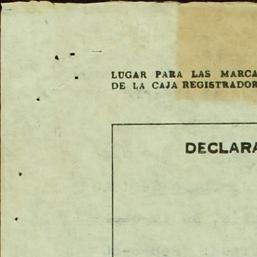 LUGAR PARA LAS MARCA
DE LA CAJA REGISTRADOR
DECLARA